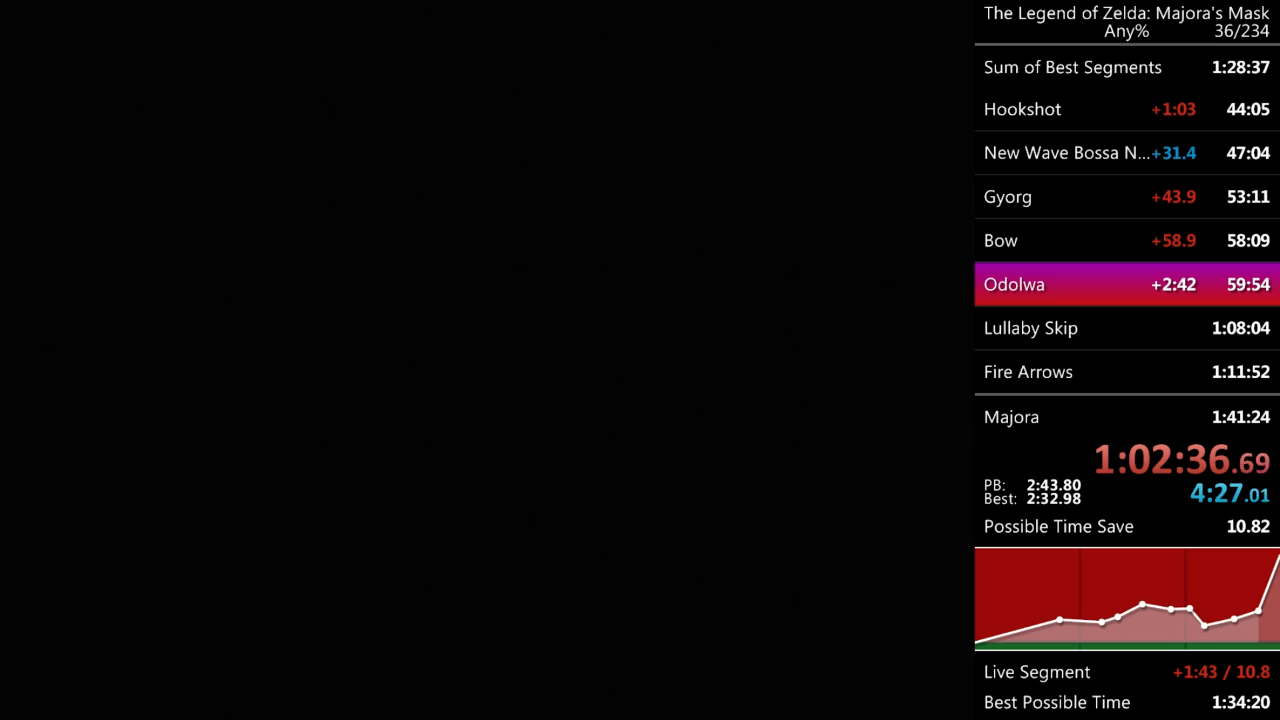 The Legend of Zelda: Majora's Mask
Any% 36/234
Sum of Best Segments 1:28:37
Hookshot +1:03 44:05
New Wave Bossa N... +31.4 47:04
Gyorg +43.9 53:11
Bow +58.9 58:09
Odolwa +2:42 59:54
Lullaby Skip 1:08:04
Fire Arrows 1:11:52
Majora 1:41:24
1:02:36.69
PB: 2:43.80
Best: 2:32.98 4:27.01
Possible Time Save 10.82
Live Segment +1:43 / 10.8
Best Possible Time 1:34:20